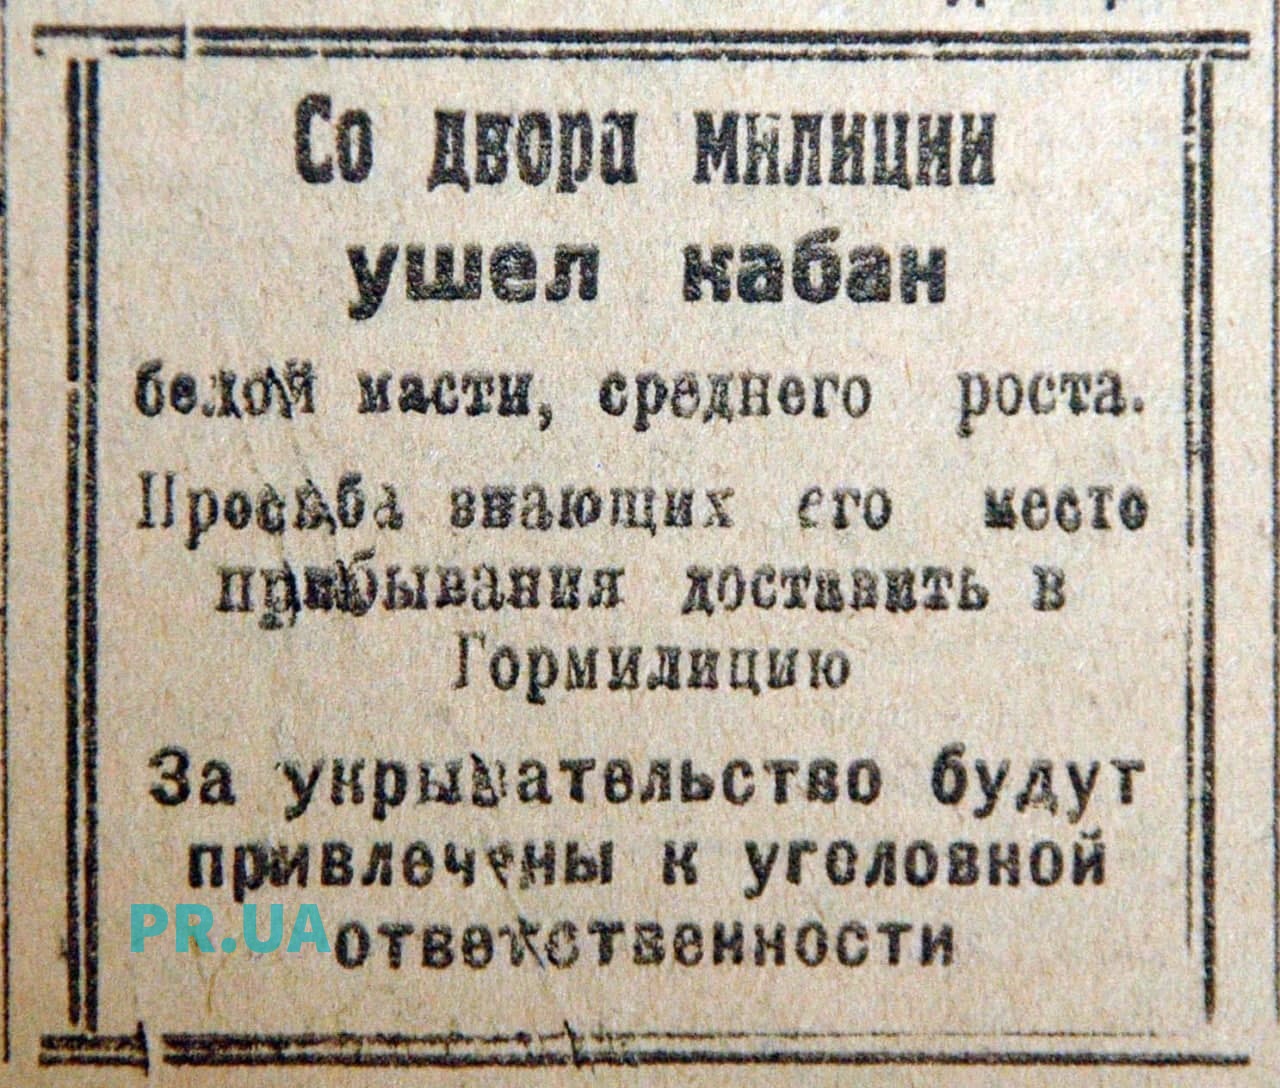 Со двора милиции
ушел кабан
белой масти, среднего роста.
Просьба знающих его место
прибывания доставить в
Гормилицию
За укрывательство будут
привлечены к уголовной
ответственности
PR.UA